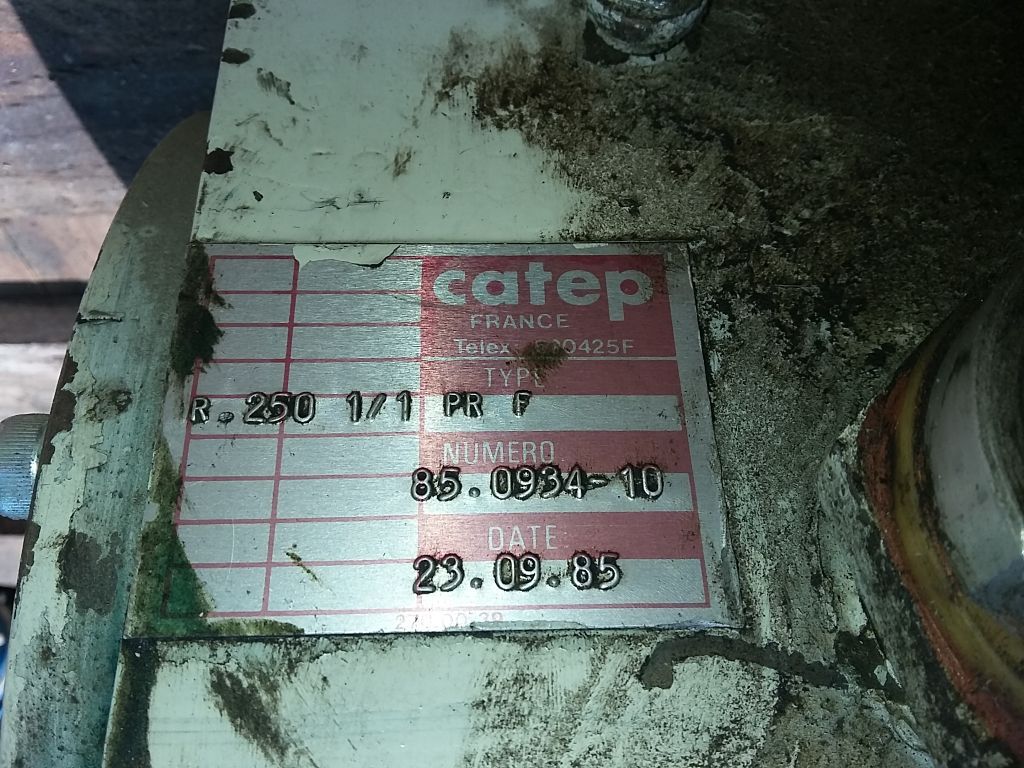 catep
FRANCE
Telex
TYPE
R.250 1/1 PR F
NUMERO
85.0934-10
DATE
23.09.85